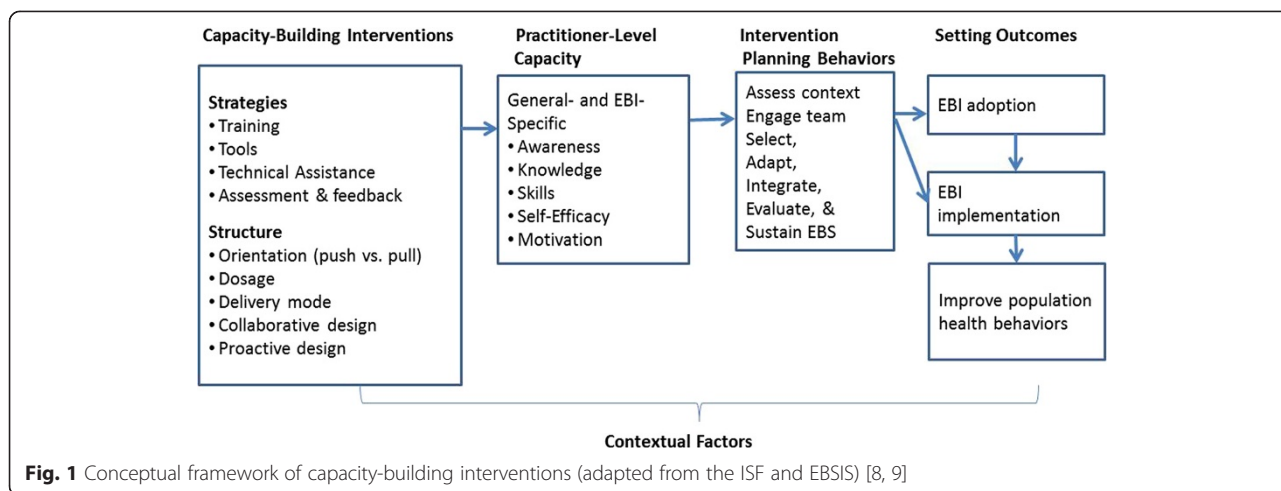 Capacity-Building Interventions
Strategies
• Training
• Tools
• Technical Assistance
• Assessment & feedback
Structure
• Orientation (push vs. pull)
• Dosage
• Delivery mode
• Collaborative design
• Proactive design
Practitioner-Level
Capacity
General- and EBI-
Specific
• Awareness
• Knowledge
• Skills
• Self-Efficacy
• Motivation
Intervention
Planning Behaviors
Assess context
Engage team
Select,
Adapt,
Integrate,
Evaluate, &
Sustain EBS
Setting Outcomes
EBI adoption
EBI
implementation
Improve population
health behaviors
Contextual Factors
Fig. 1 Conceptual framework of capacity-building interventions (adapted from the ISF and EBSIS) [8, 9]